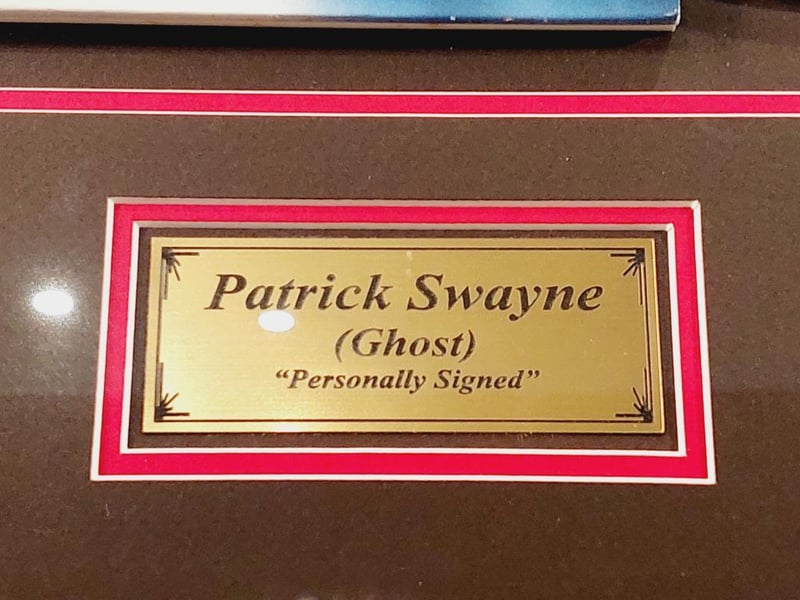 Patrick Swayne
(Ghost)
“Personally Signed”